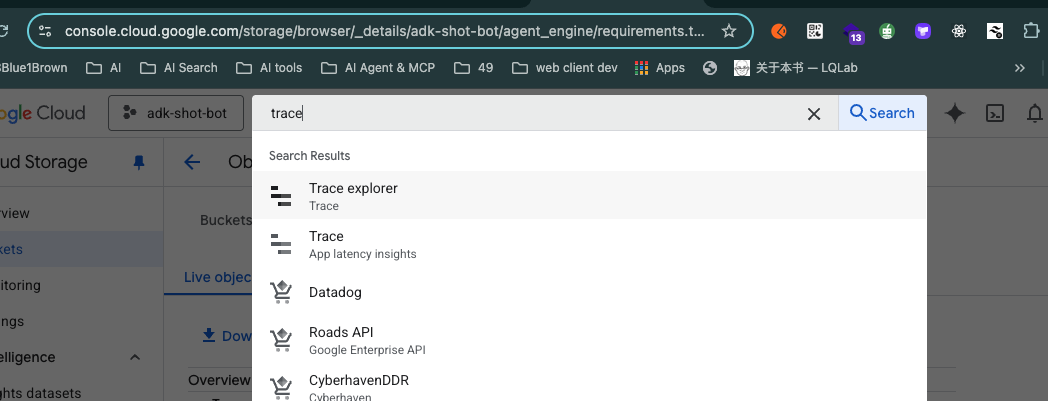 console.cloud.google.com/storage/browser/_details/adk-shot-bot/agent_engine/requirements.t...
13
Blue1Brown
AI
AI Search
AI tools
AI Agent & MCP
49
web client dev
Apps
关于本书 — LQLab
»
ogle Cloud
adk-shot-bot
trace
Search
ud Storage
Ob
Search Results
rview
Buckets
Trace explorer
Trace
kets
Trace
App latency insights
itoring
Live objec
Datadog
ngs
Dow
Roads API
Google Enterprise API
elligence
Overview
CyberhavenDDR
Cyberhaven
ghts datasets